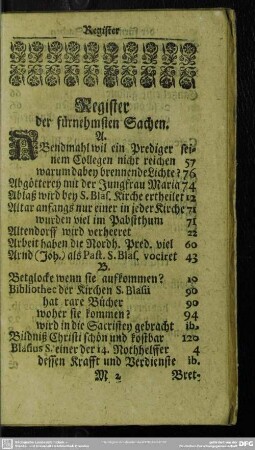 Register
Register
der fürnehmsten Sachen.
A.
ABendmahl wil ein Prediger sei-
nem Collegen nicht reichen 57
warum dabey brennende Lichte? 76
Abgötterey mit der Jungfrau Maria 74
Ablaß wird bey S. Blas. Kirche ertheilet 12
Altar anfangs nur einer in jeder Kirche 71
wurden viel im Pabstthum 71
Altendorff wird verheeret 22
Arbeit haben die Nordh. Pred. viel 60
Arnd (Joh.) als Past. S. Blas. vociret 43
B.
Betglocke wenn sie aufkommen? 10
Bibliothec der Kirchen S. Blasii 90
hat rare Bücher 90
woher sie kommen? 94
wird in die Sacristey gebracht ib.
Bildniß Christi schön und kostbar 120
Blasius S. einer der 14. Nothhelffer 4
dessen Krafft und Verdienste ib.
M 2 Bret-